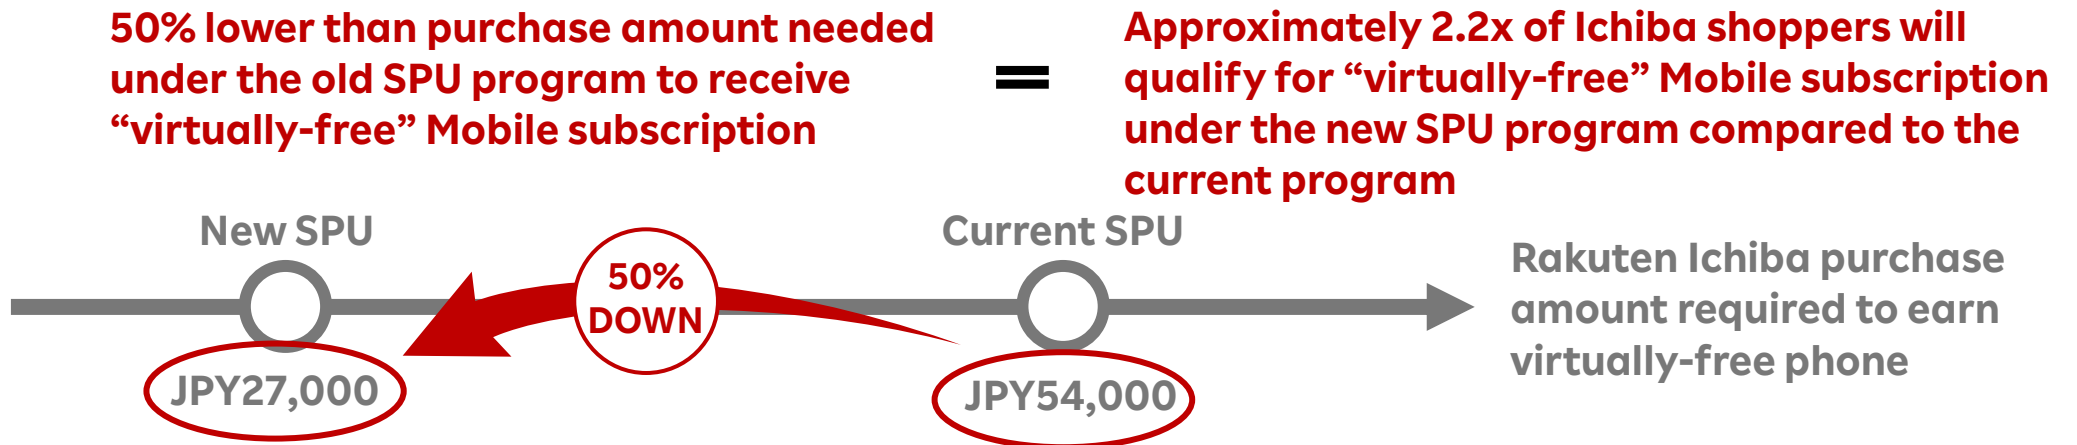 50% lower than purchase amount needed
under the old SPU program to receive
“virtually-free” Mobile subscription
=
Approximately 2.2x of Ichiba shoppers will
qualify for “virtually-free” Mobile subscription
under the new SPU program compared to the
current program
New SPU
Current SPU
50%
DOWN
JPY27,000
JPY54,000
Rakuten Ichiba purchase
amount required to earn
virtually-free phone